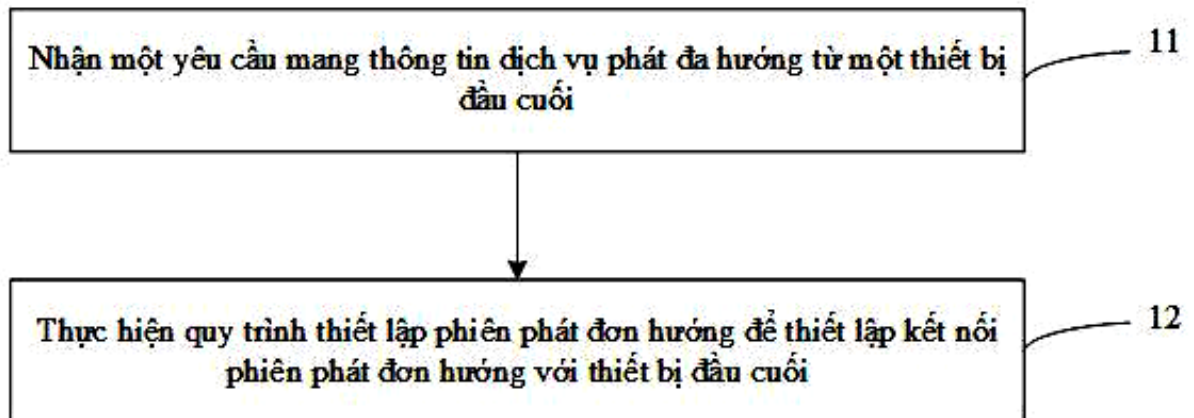 Nhận một yêu cầu mang thông tin dịch vụ phát đa hướng từ một thiết bị
đầu cuối
11
Thực hiện quy trình thiết lập phiên phát đơn hướng để thiết lập kết nối
phiên phát đơn hướng với thiết bị đầu cuối
12